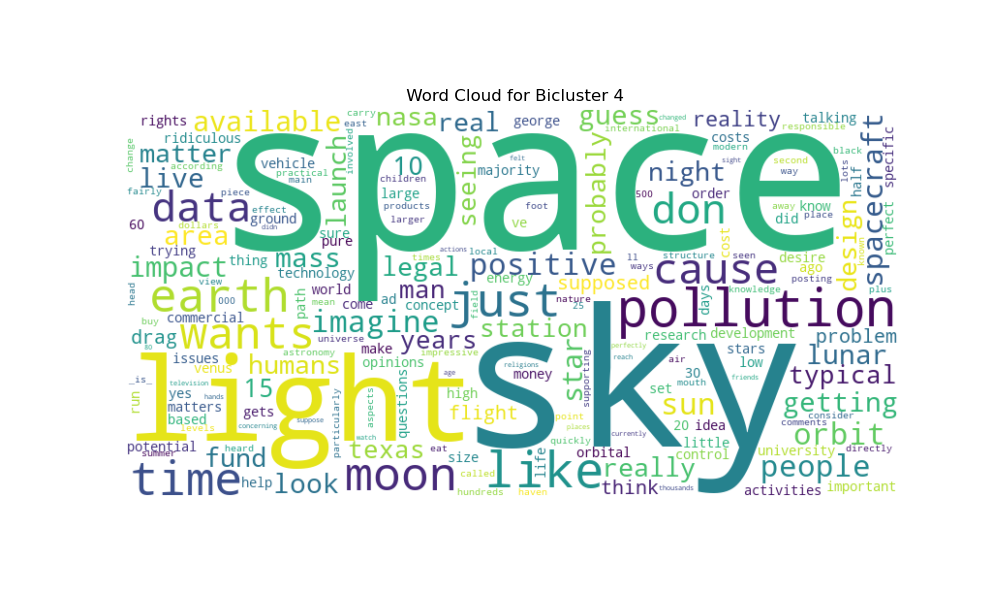 Word Cloud for Bicluster 4
rights available carry nasa real george guess changed international reality talking responsible
change ridiculous east involved space costs modern black
matter according vehicle practical main launch 10 children seeing majority probably night second way lots half spacecraft specific
live fairly piece products large larger foot 500 don order sight away place know did design known perfect
data effect ground didn felt ve
60 dollars area sure pure actions local structure cost seen desire ago
trying thing mass times legal positive 11 ways cause posting plus
impact technology energy supposed nature knowledge
head view path world mean come man ad concept field just 25 pollution days
earth 000 universe
buy commercial imagine years station research development problem
drag wants astronomy make impressive star perfectly air stars low lunar
60 issues venus humans opinions reach mouth friends
_is_ television light age religions money supporting 30 set sun typical
run yes hands 15 aspects questions high sky idea getting
matters gets flight point places consider
based levels concerning suppose particularly watch quickly currently 20 little comments orbit
potential heard texas eat orbital control university directly
summer fund size called life really people
time help look moon like think thousands activities important
hundreds haven